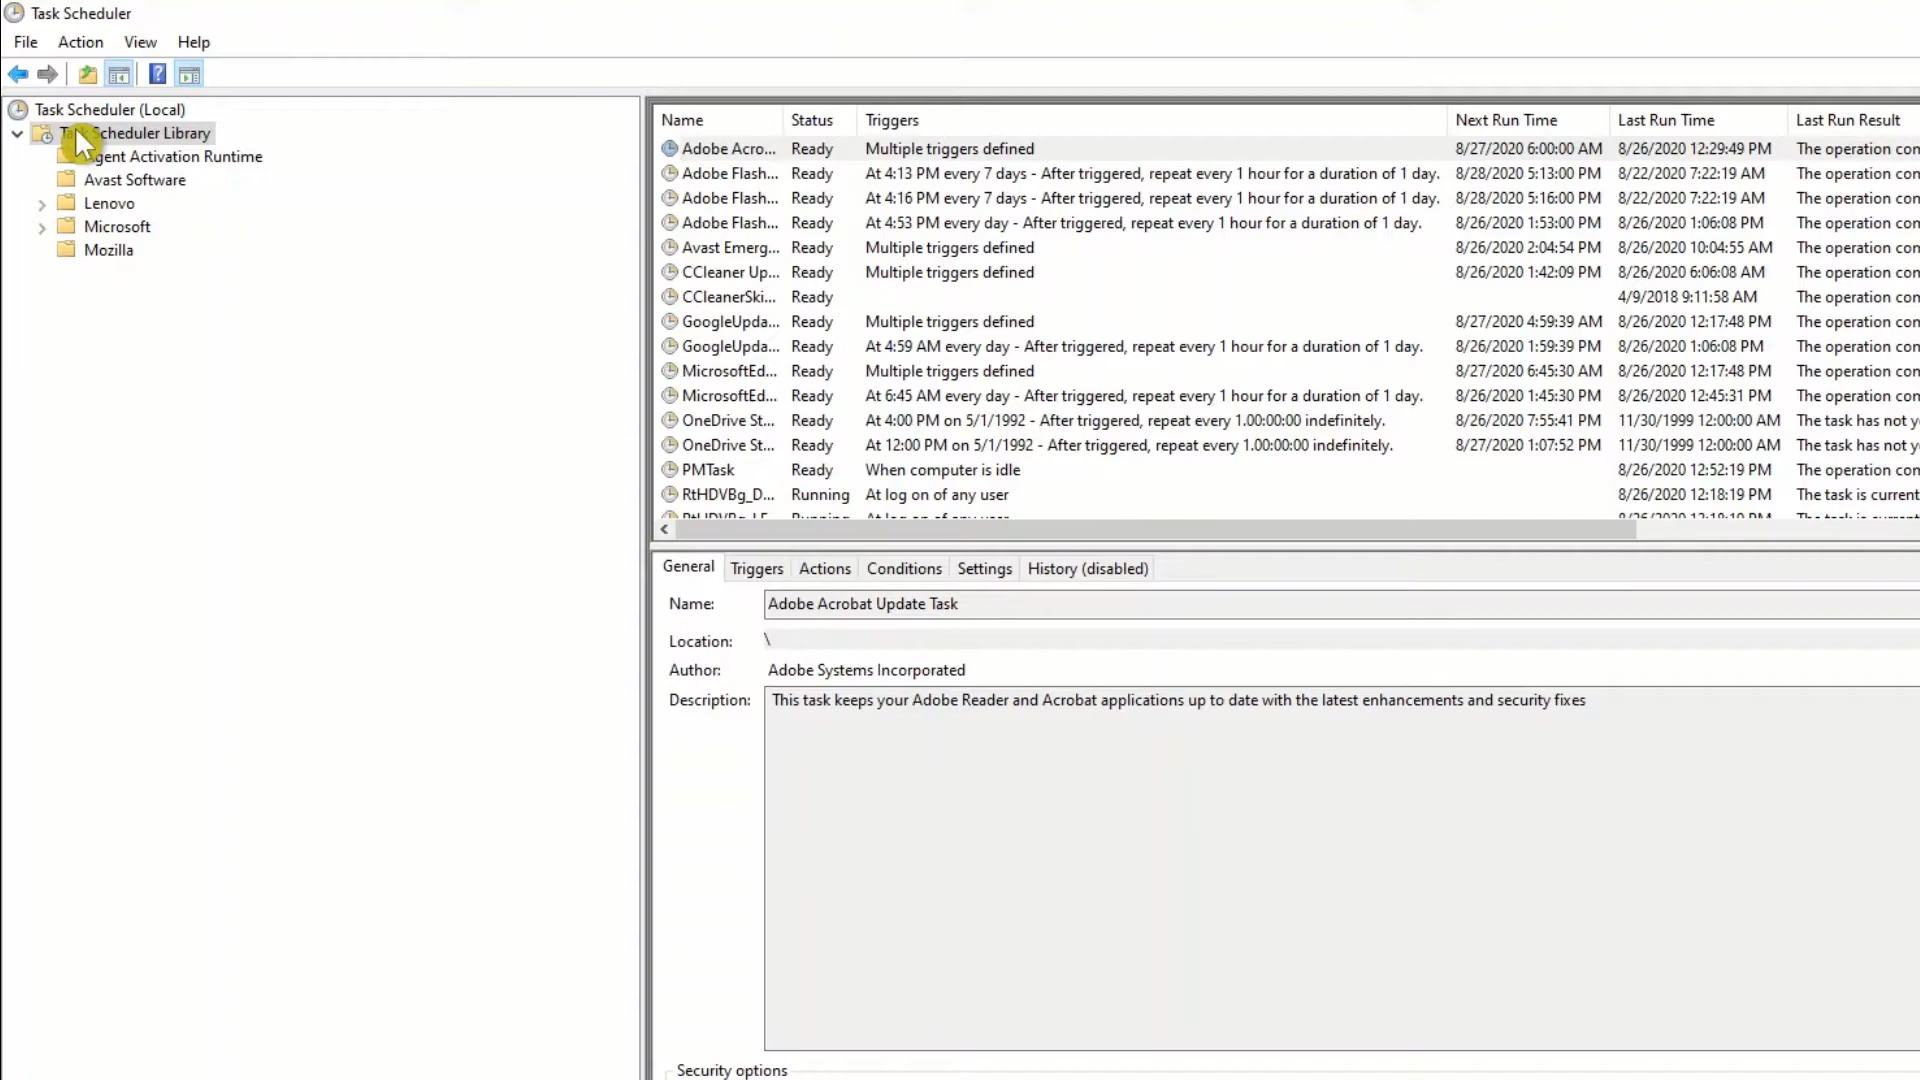 Task Scheduler
File Action View Help
Task Scheduler (Local)
Task Scheduler Library
Agent Activation Runtime
Avast Software
Lenovo
Microsoft
Mozilla
Name Status Triggers Next Run Time Last Run Time Last Run Result
Adobe Acro... Ready Multiple triggers defined 8/27/2020 6:00:00 AM 8/26/2020 12:29:49 PM The operation con
Adobe Flash... Ready At 4:13 PM every 7 days - After triggered, repeat every 1 hour for a duration of 1 day. 8/28/2020 5:13:00 PM 8/22/2020 7:22:19 AM The operation con
Adobe Flash... Ready At 4:16 PM every 7 days - After triggered, repeat every 1 hour for a duration of 1 day. 8/28/2020 5:16:00 PM 8/22/2020 7:22:19 AM The operation con
Adobe Flash... Ready At 4:53 PM every day - After triggered, repeat every 1 hour for a duration of 1 day. 8/26/2020 1:53:00 PM 8/26/2020 1:06:08 PM The operation con
Avast Emerg... Ready Multiple triggers defined 8/26/2020 2:04:54 PM 8/26/2020 10:04:55 AM The operation con
CCleaner Up... Ready Multiple triggers defined 8/26/2020 1:42:09 PM 8/26/2020 6:06:08 AM The operation con
CCleanerSki... Ready 4/9/2018 9:11:58 AM The operation con
GoogleUpda... Ready Multiple triggers defined 8/27/2020 4:59:39 AM 8/26/2020 12:17:48 PM The operation con
GoogleUpda... Ready At 4:59 AM every day - After triggered, repeat every 1 hour for a duration of 1 day. 8/26/2020 1:59:39 PM 8/26/2020 1:06:08 PM The operation con
MicrosoftEd... Ready Multiple triggers defined 8/27/2020 6:45:30 AM 8/26/2020 12:17:48 PM The operation con
MicrosoftEd... Ready At 6:45 AM every day - After triggered, repeat every 1 hour for a duration of 1 day. 8/26/2020 1:45:30 PM 8/26/2020 12:45:31 PM The operation con
OneDrive St... Ready At 4:00 PM on 5/1/1992 - After triggered, repeat every 1.00:00:00 indefinitely. 8/26/2020 7:55:41 PM 11/30/1999 12:00:00 AM The task has not y
OneDrive St... Ready At 12:00 PM on 5/1/1992 - After triggered, repeat every 1.00:00:00 indefinitely. 8/27/2020 1:07:52 PM 11/30/1999 12:00:00 AM The task has not y
PMTask Ready When computer is idle 8/26/2020 12:52:19 PM The operation con
RtHDVBg_D... Running At log on of any user 8/26/2020 12:18:19 PM The task is current
General Triggers Actions Conditions Settings History (disabled)
Name: Adobe Acrobat Update Task
Location: \
Author: Adobe Systems Incorporated
Description: This task keeps your Adobe Reader and Acrobat applications up to date with the latest enhancements and security fixes
Security options